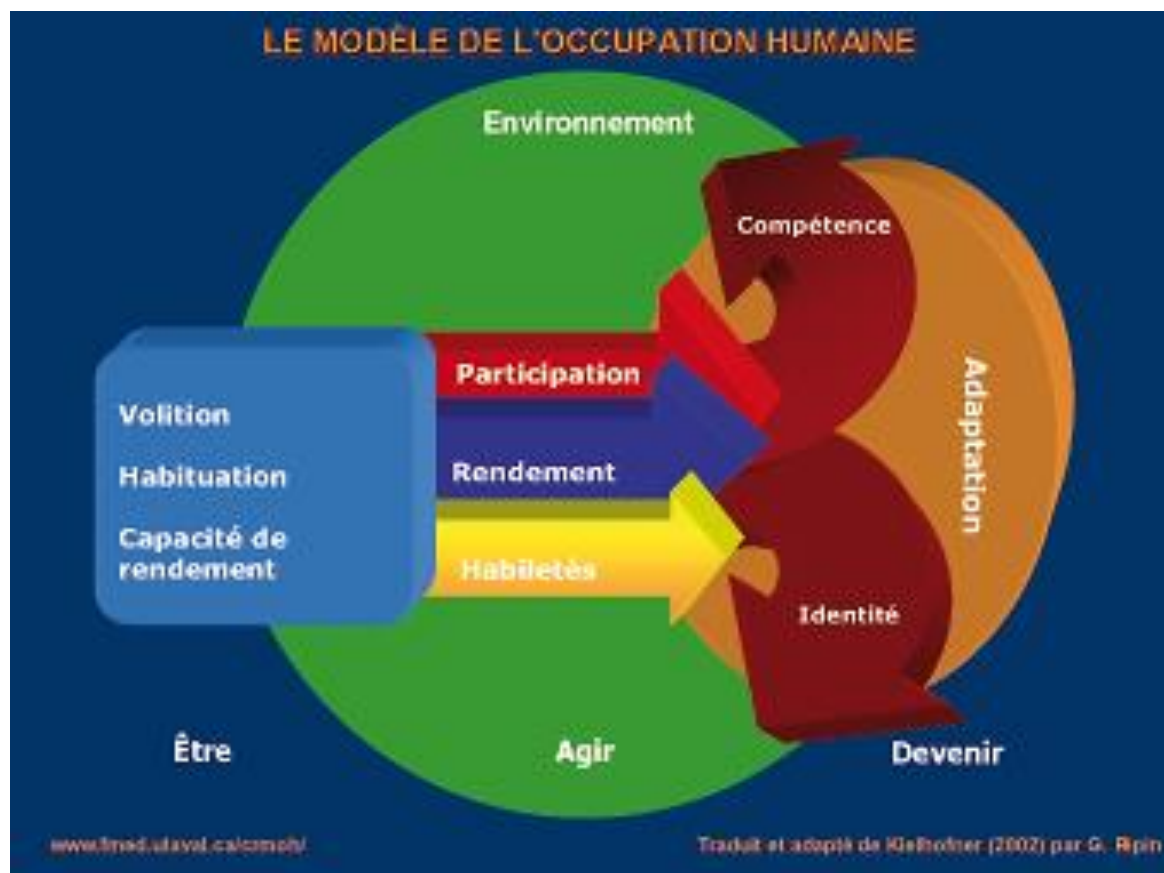 LE MODÈLE DE L'OCCUPATION HUMAINE
Environnement
Compétence
Participation
Volition
Adaptation
Rendement
Habituation
Capacité de
rendement
Habiletés
Identité
Être
Agir
Devenir
www.fmed.ulaval.ca/crmoh/
Traduit et adapté de Kielhofner (2002) par G. Pépin